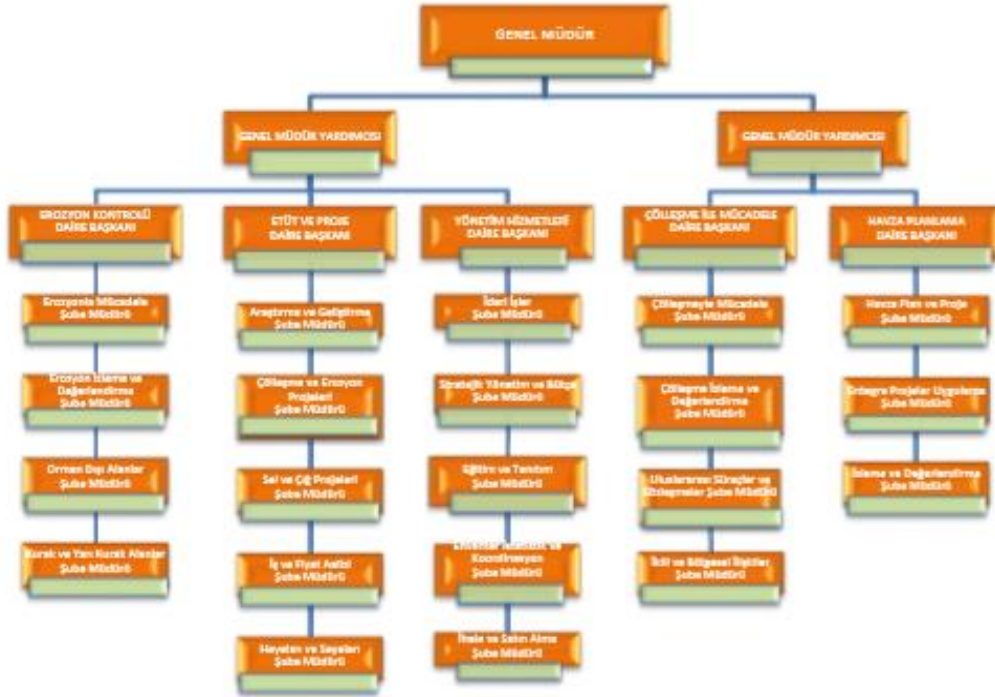 GENEL MÜDÜR
GENEL MÜDÜR YARDIMCISI
GENEL MÜDÜR YARDIMCISI
EROZYON KONTROLÜ
DAİRE BAŞKANI
ETÜT VE PROJE
DAİRE BAŞKANI
YÖNETİM HİZMETLERİ
DAİRE BAŞKANI
ÇÖLLEŞME İLE MÜCADELE
DAİRE BAŞKANI
HAVZA PLANLAMA
DAİRE BAŞKANI
Erozyonla Mücadele
Şube Müdürü
Erozyon İzleme ve
Değerlendirme
Şube Müdürü
Orman Dışı Alanlar
Şube Müdürü
Kurak ve Yarı Kurak Alanlar
Şube Müdürü
Araştırma ve Geliştirme
Şube Müdürü
Çölleşme ve Erozyon
Projeleri
Şube Müdürü
Sel ve Çığ Projeleri
Şube Müdürü
İş ve Fiyat
Şube Müdürü
Heyelan ve
Şube Müdürü
İdari İşler
Şube Müdürü
Stratejik Yönetim ve Bütçe
Şube Müdürü
Eğitim ve Tanıtım
Şube Müdürü
ve
Koordinasyon
Şube Müdürü
İhale ve Satın Alma
Şube Müdürü
Çölleşmeyle Mücadele
Şube Müdürü
Çölleşme İzleme ve
Değerlendirme
Şube Müdürü
Uluslararası Süreçler ve
Sözleşmeler Şube Müdürü
İkili ve Bölgesel İlişkiler
Şube Müdürü
Havza Plan ve Proje
Şube Müdürü
Entegre Projeler Uygulama
Şube Müdürü
İzleme ve Değerlendirme
Şube Müdürü